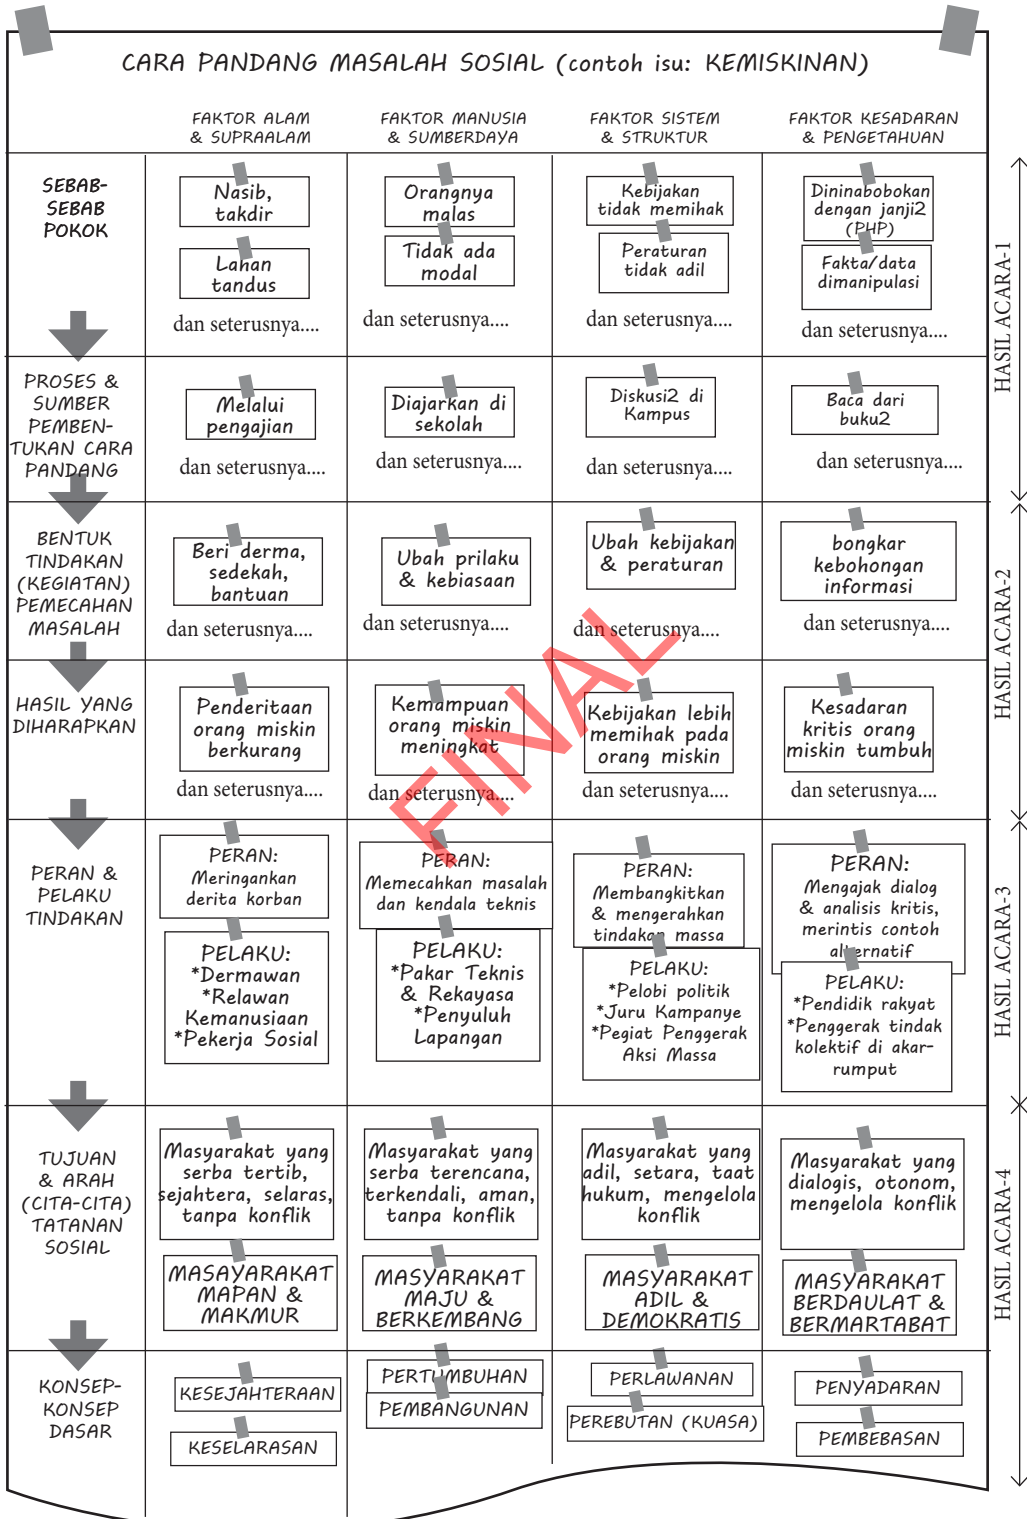 CARA PANDANG MASALAH SOSIAL (contoh isu: KEMISKINAN)
FAKTOR ALAM
& SUPRAALAM
FAKTOR MANUSIA
& SUMBERDAYA
FAKTOR SISTEM
& STRUKTUR
FAKTOR KESADARAN
& PENGETAHUAN
SEBAB-
SEBAB
POKOK
Nasib,
takdir
Lahan
tandus
dan seterusnya....
Orangnya
malas
Tidak ada
modal
dan seterusnya....
Kebijakan
tidak memihak
Peraturan
tidak adil
dan seterusnya....
Dininabobokan
dengan janji2
(PHP)
Fakta/data
dimanipulasi
dan seterusnya....
HASIL ACARA-1
PROSES &
SUMBER
PEMBEN-
TUKAN CARA
PANDANG
Melalui
pengajian
dan seterusnya....
Diajarkan di
sekolah
dan seterusnya....
Diskusi2 di
Kampus
dan seterusnya....
Baca dari
buku2
dan seterusnya....
BENTUK
TINDAKAN
(KEGIATAN)
PEMECAHAN
MASALAH
Beri derma,
sedekah,
bantuan
dan seterusnya....
Ubah prilaku
& kebiasaan
dan seterusnya....
Ubah kebijakan
& peraturan
dan seterusnya....
bongkar
kebohongan
informasi
dan seterusnya....
HASIL ACARA-2
HASIL YANG
DIHARAPKAN
Penderitaan
orang miskin
berkurang
dan seterusnya....
Kemampuan
orang miskin
meningkat
dan seterusnya....
Kebijakan lebih
memihak pada
orang miskin
dan seterusnya....
Kesadaran
kritis orang
miskin tumbuh
dan seterusnya....
FINAL
PERAN &
PELAKU
TINDAKAN
PERAN:
Meringankan
derita korban
PELAKU:
*Dermawan
*Relawan
Kemanusiaan
*Pekerja Sosial
PERAN:
Memecahkan masalah
dan kendala teknis
PELAKU:
*Pakar Teknis
& Rekayasa
*Penyuluh
Lapangan
PERAN:
Membangkitkan
& mengerahkan
tindakan massa
PELAKU:
*Pelobi politik
*Juru Kampanye
*Pegiat Penggerak
Aksi Massa
PERAN:
Mengajak dialog
& analisis kritis,
merintis contoh
alternatif
PELAKU:
*Pendidik rakyat
*Penggerak tindak
kolektif di akar-
rumput
HASIL ACARA-3
TUJUAN
& ARAH
(CITA-CITA)
TATANAN
SOSIAL
Masyarakat yang
serba tertib,
sejahtera, selaras,
tanpa konflik
MASAYARAKAT
MAPAN &
MAKMUR
Masyarakat yang
serba terencana,
terkendali, aman,
tanpa konflik
MASYARAKAT
MAJU &
BERKEMBANG
Masyarakat yang
adil, setara, taat
hukum, mengelola
konflik
MASYARAKAT
ADIL &
DEMOKRATIS
Masyarakat yang
dialogis, otonom,
mengelola konflik
MASYARAKAT
BERDAULAT &
BERMARTABAT
HASIL ACARA-4
KONSEP-
KONSEP
DASAR
KESEJAHTERAAN
KESELARASAN
PERTUMBUHAN
PEMBANGUNAN
PERLAWANAN
PEREBUTAN (KUASA)
PENYADARAN
PEMBEBASAN